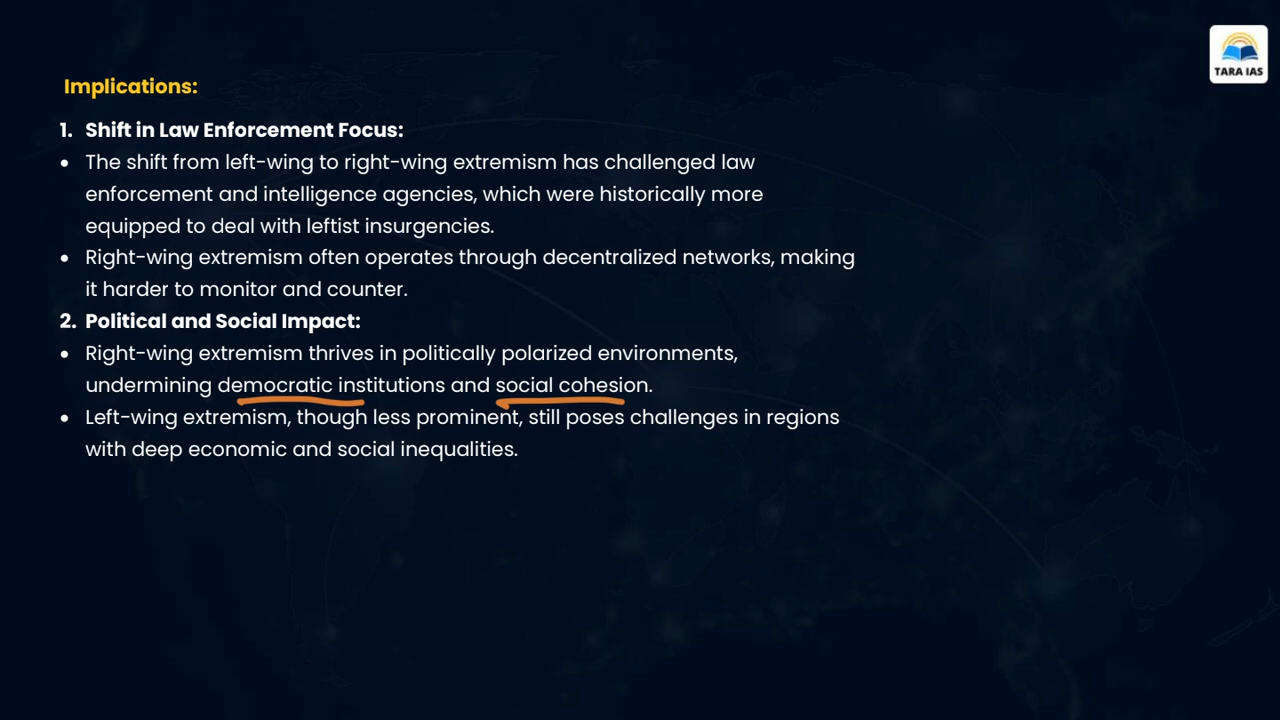 TARA IAS
Implications:
1. Shift in Law Enforcement Focus:
• The shift from left-wing to right-wing extremism has challenged law
enforcement and intelligence agencies, which were historically more
equipped to deal with leftist insurgencies.
• Right-wing extremism often operates through decentralized networks, making
it harder to monitor and counter.
2. Political and Social Impact:
• Right-wing extremism thrives in politically polarized environments,
undermining democratic institutions and social cohesion.
• Left-wing extremism, though less prominent, still poses challenges in regions
with deep economic and social inequalities.